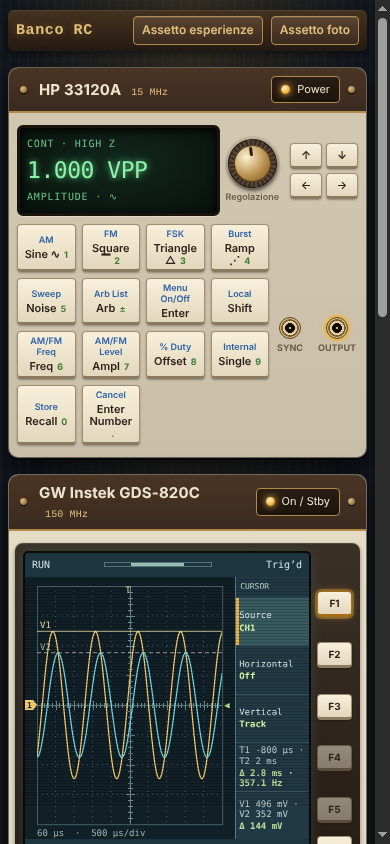 Banco RC
Assetto esperienze
Assetto foto
HP 33120A 15 MHz
Power
CONT · HIGH Z
1.000 VPP
AMPLITUDE · ∿
Regolazione
↑ ↓
← →
AM
Sine ∿ 1
FM
Square 2
FSK
Triangle △ 3
Burst
Ramp ⋰ 4
Sweep
Noise 5
Arb List
Arb ±
Menu On/Off
Enter
Local
Shift
AM/FM Freq
Freq 6
AM/FM Level
Ampl 7
% Duty
Offset 8
Internal
Single 9
Store
Recall 0
Cancel
Enter Number .
SYNC
OUTPUT
GW Instek GDS-820C
150 MHz
On / Stby
RUN
Trig'd
T
V1
V2
1
60 µs · 500 µs/div
CURSOR
Source
CH1
Horizontal
Off
Vertical
Track
T1 -800 µs ·
T2 2 ms
Δ 2.8 ms ·
357.1 Hz
V1 496 mV ·
V2 352 mV
Δ 144 mV
F1
F2
F3
F4
F5